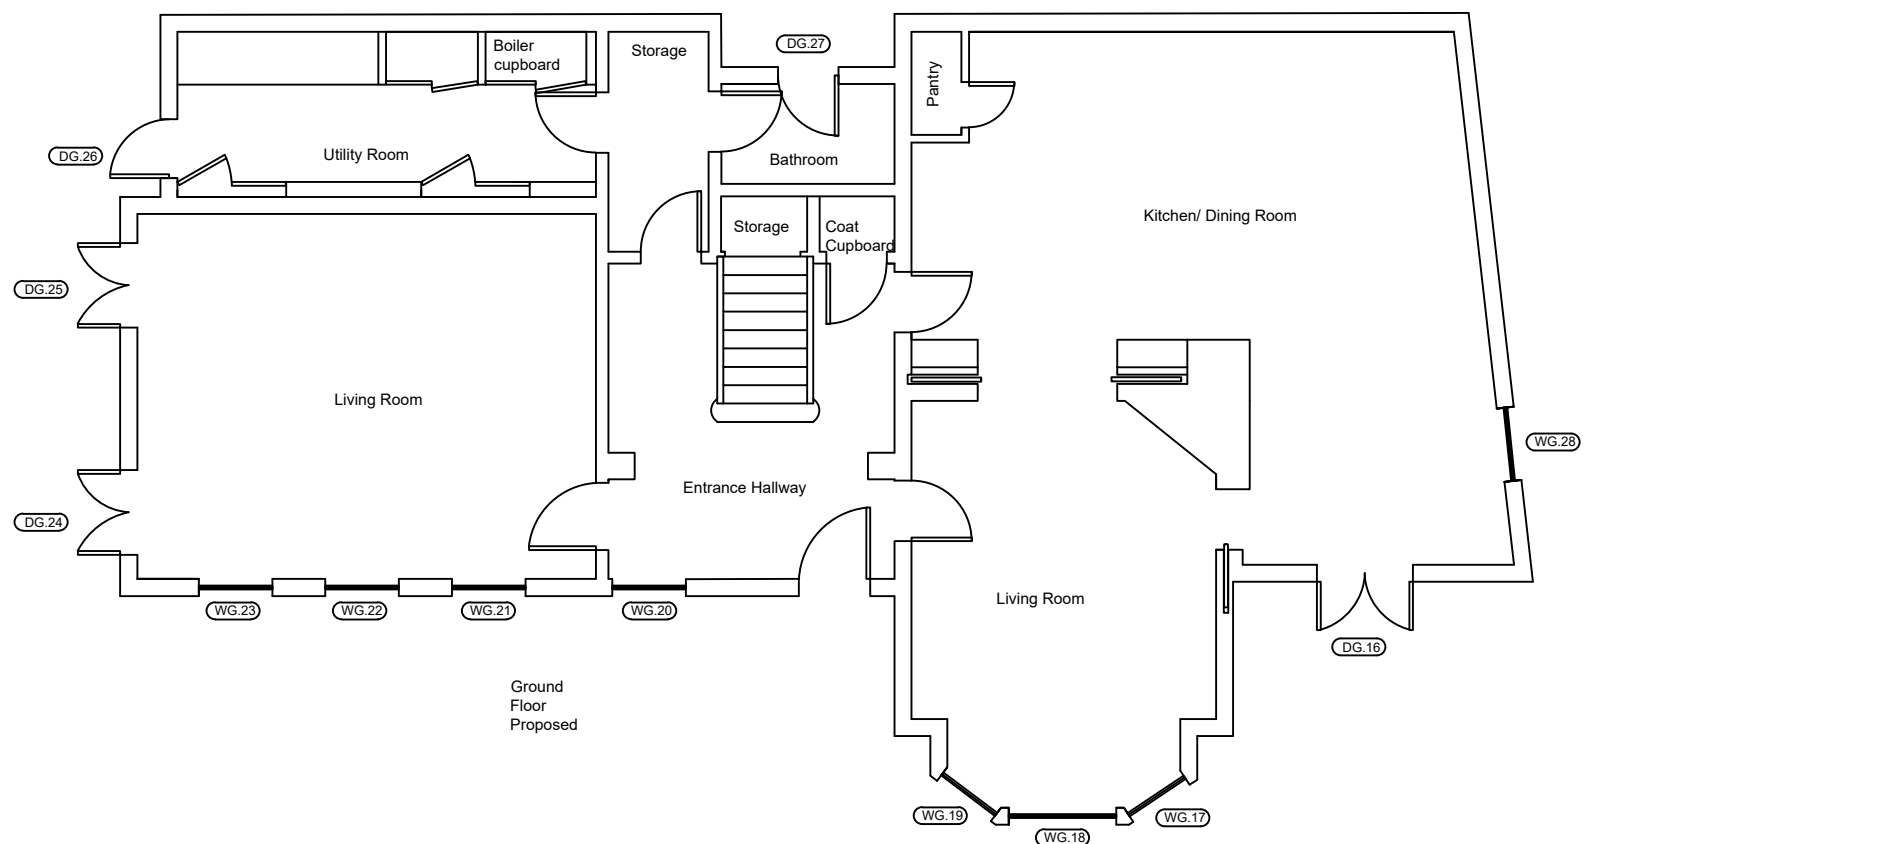 Boiler
cupboard
Storage
DG.27
Pantry
DG.26
Utility Room
Bathroom
Kitchen/ Dining Room
Storage
Coat
Cupboard
DG.25
Living Room
WG.28
Entrance Hallway
DG.24
Living Room
WG.23
WG.22
WG.21
WG.20
DG.16
Ground
Floor
Proposed
WG.19
WG.18
WG.17